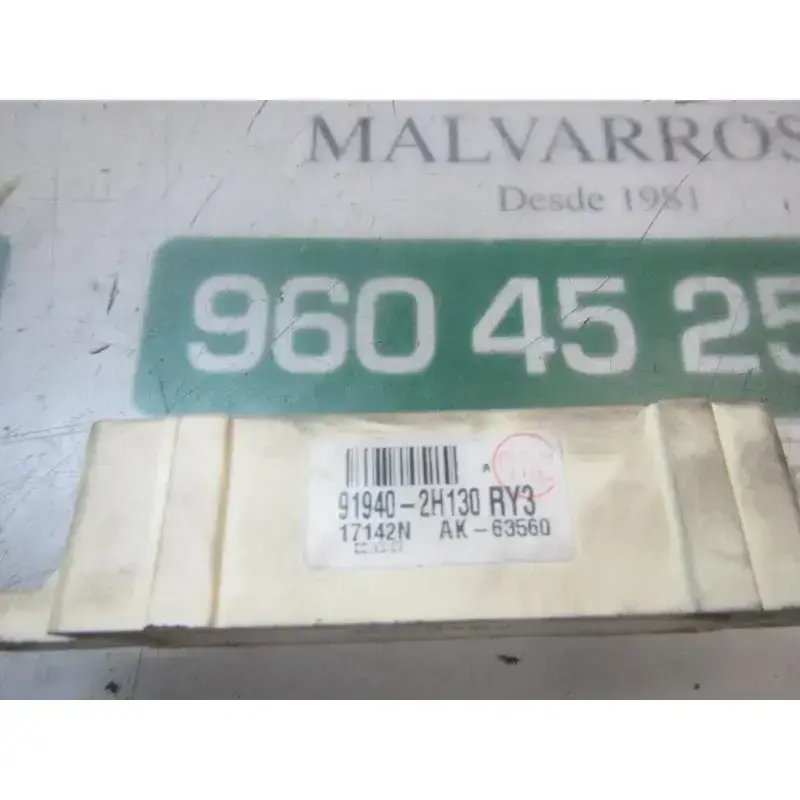 MALVARROS
Desde 1981
960 45 25
A
91940-2H130 RY3
17142N AK-63560